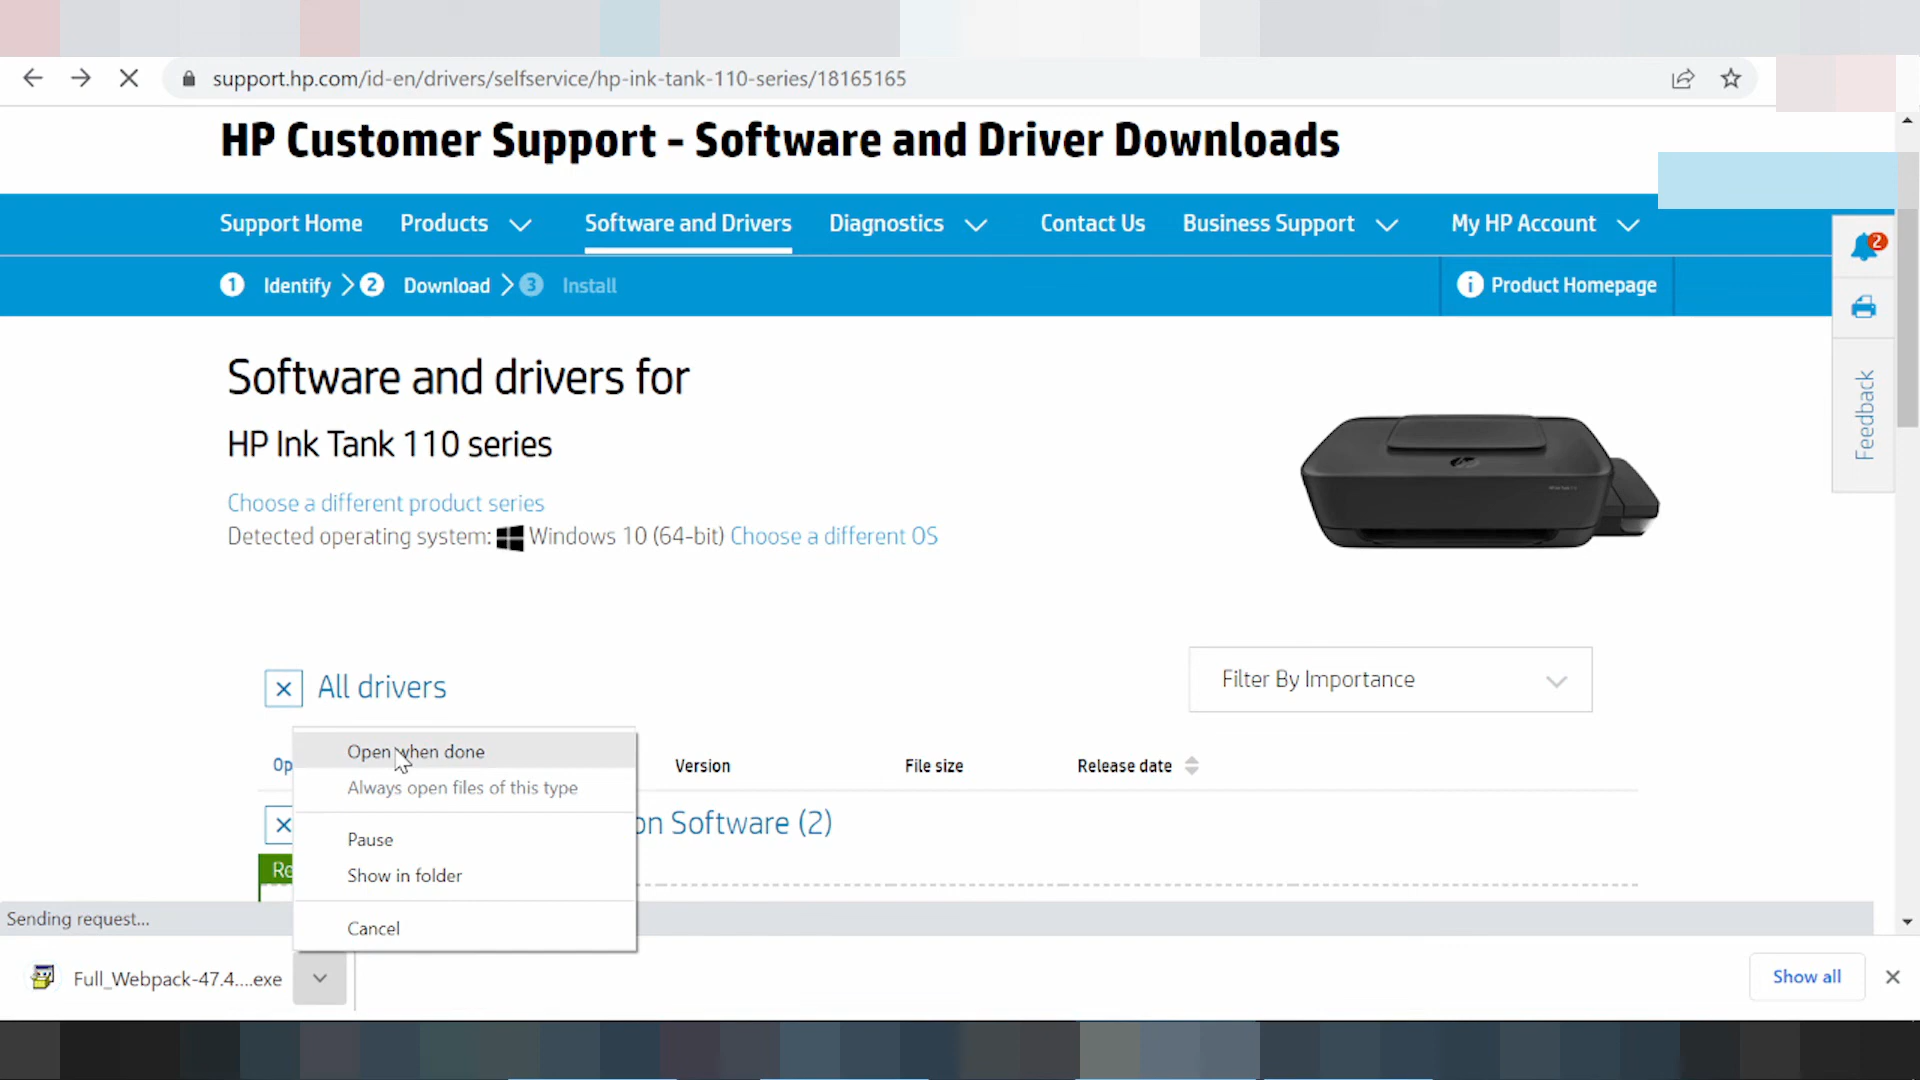 support.hp.com/id-en/drivers/selfservice/hp-ink-tank-110-series/18165165
HP Customer Support - Software and Driver Downloads
Support Home Products Software and Drivers Diagnostics Contact Us Business Support My HP Account
2
1 Identify 2 Download 3 Install Product Homepage
Software and drivers for
HP Ink Tank 110 series
Feedback
Choose a different product series
Detected operating system: Windows 10 (64-bit) Choose a different OS
All drivers
Filter By Importance
Open when done
Op
Version File size Release date
Always open files of this type
on Software (2)
Pause
Re
Show in folder
Sending request...
Cancel
Full_Webpack-47.4....exe
Show all